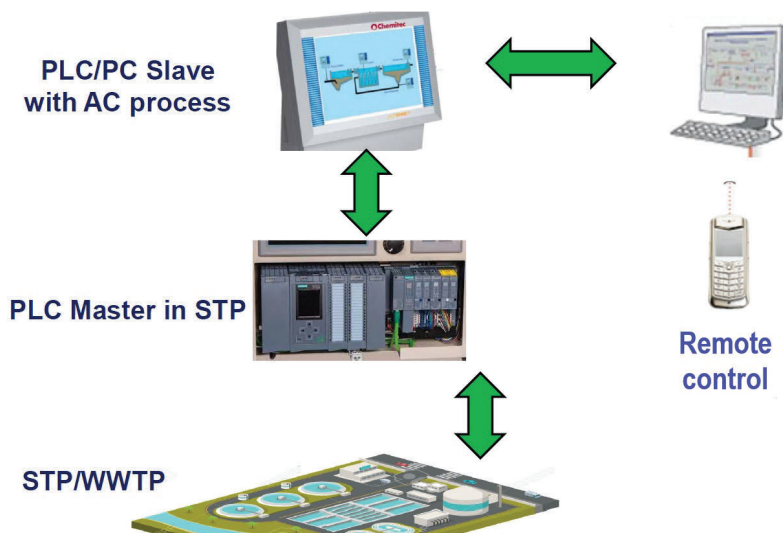 Chemitec
PLC/PC Slave
with AC process
PLC Master in STP
Remote
control
STP/WWTP